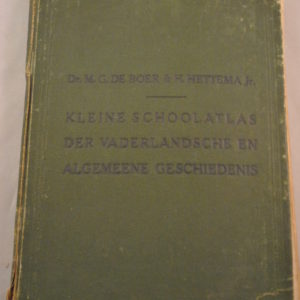 Dr. M. G. DE BOER & H. HETTEMA Jr.
KLEINE SCHOOLATLAS
DER VADERLANDSCHE EN
ALGEMEENE GESCHIEDENIS